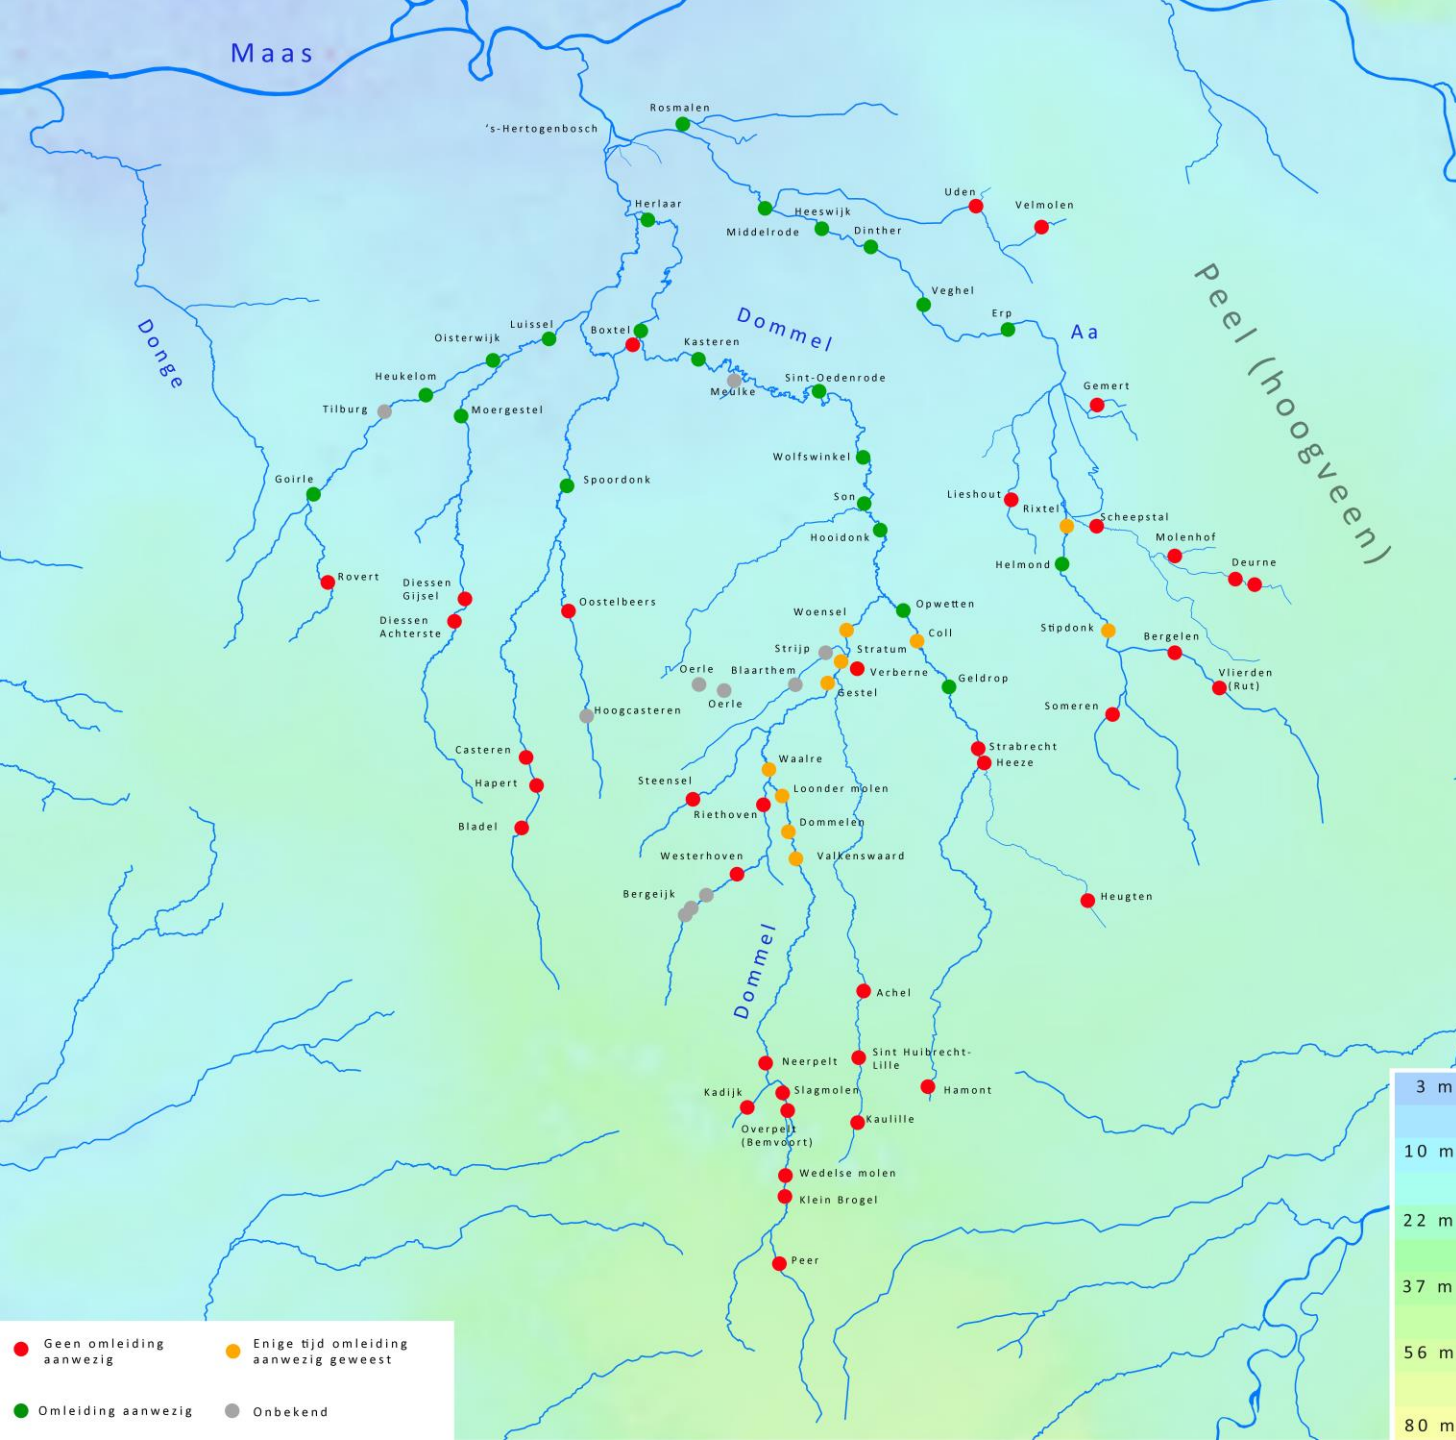 Maas
Rosmalen
's-Hertogenbosch
Uden
Velmolen
Herlaar
Heeswijk
Middelrode
Dinther
Peel (hoogveen)
Veghel
Erp
Donge
Dommel
Aa
Luissel
Boxtel
Oisterwijk
Kasteren
Heukelom
Sint-Oedenrode
Meulke
Gemert
Tilburg
Moergestel
Wolfswinkel
Goirle
Spoordonk
Son
Lieshout
Rixtel
Scheepstal
Hooidonk
Molenhof
Helmond
Deurne
Rovert
Diessen
Gijsel
Oostelbeers
Opwetten
Woensel
Diessen
Achterste
Coll
Stipdonk
Bergelen
Strijp
Stratum
Oerle
Blaarthem
Verberne
Geldrop
Vlierden
(Rut)
Gestel
Oerle
Hoogcasteren
Someren
Casteren
Strabrecht
Waalre
Heeze
Hapert
Steensel
Loonder molen
Riethoven
Dommelen
Bladel
Westerhoven
Valkenswaard
Bergeijk
Heugten
Dommel
Achel
Neerpelt
Sint Huibrecht-
Lille
Kadijk
Slagmolen
Hamont
Kaulille
Overpelt
(Bemvoort)
Wedelse molen
Klein Brogel
Peer
3 m
10 m
22 m
37 m
56 m
80 m
Geen omleiding
aanwezig
Enige tijd omleiding
aanwezig geweest
Omleiding aanwezig
Onbekend